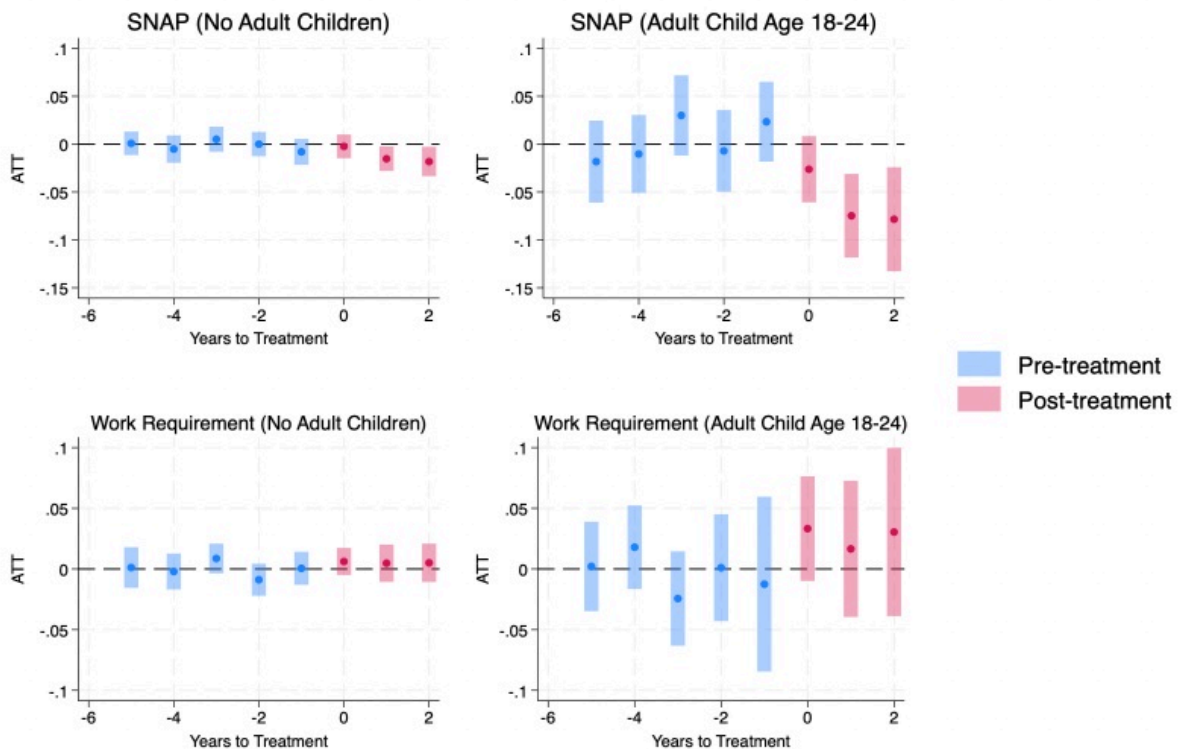 SNAP (No Adult Children)
.1
.05
0
-.05
-.1
-.15
ATT
-6 -4 -2 0 2
Years to Treatment
SNAP (Adult Child Age 18-24)
.1
.05
0
-.05
-.1
-.15
ATT
-6 -4 -2 0 2
Years to Treatment
Pre-treatment
Post-treatment
Work Requirement (No Adult Children)
.1
.05
0
-.05
-.1
ATT
-6 -4 -2 0 2
Years to Treatment
Work Requirement (Adult Child Age 18-24)
.1
.05
0
-.05
-.1
ATT
-6 -4 -2 0 2
Years to Treatment